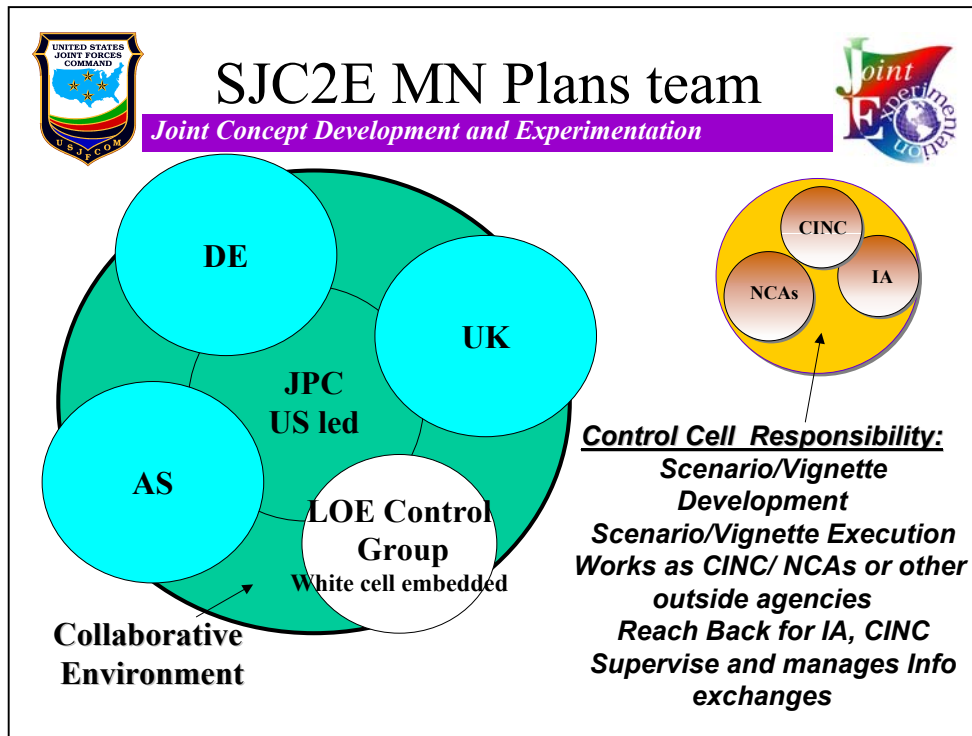 UNITED STATES
JOINT FORCES
COMMAND
USJFCOM
SJC2E MN Plans team
Joint Concept Development and Experimentation
Joint
Experimentation
DE
UK
JPC
US led
AS
LOE Control
Group
White cell embedded
Collaborative
Environment
CINC
IA
NCAs
Control Cell  Responsibility:
Scenario/Vignette
Development
Scenario/Vignette Execution
Works as CINC/ NCAs or other
outside agencies
Reach Back for IA, CINC
Supervise and manages Info
exchanges